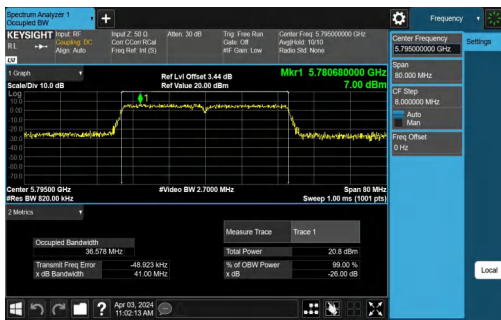 Spectrum Analyzer 1
Occupied BW
+
Frequency
KEYSIGHT
RL
Input: RF
Coupling: DC
Align: Auto
Input Z: 50 Ω
Corr CCorr RCal
Freq Ref: Int (S)
Atten: 30 dB
Trig: Free Run
Gate: Off
#IF Gain: Low
Center Freq: 5.795000000 GHz
Avg|Hold: 10/10
Radio Std: None
LW
Center Frequency
5.795000000 GHz
Settings
Span
80.000 MHz
CF Step
8.000000 MHz
Auto
Man
Freq Offset
0 Hz
Local
1 Graph
Scale/Div 10.0 dB
Ref Lvl Offset 3.44 dB
Ref Value 20.00 dBm
Mkr1 5.780680000 GHz
7.00 dBm
Log
10.0
0.00
-10.0
-20.0
-30.0
-40.0
-50.0
-60.0
-70.0
1
Center 5.79500 GHz
#Res BW 820.00 kHz
#Video BW 2.7000 MHz
Span 80 MHz
Sweep 1.00 ms (1001 pts)
2 Metrics
Measure Trace
Trace 1
Occupied Bandwidth
36.578 MHz
Total Power
20.8 dBm
Transmit Freq Error
-48.923 kHz
% of OBW Power
99.00 %
x dB Bandwidth
41.00 MHz
x dB
-26.00 dB
?
Apr 03, 2024
11:02:13 AM